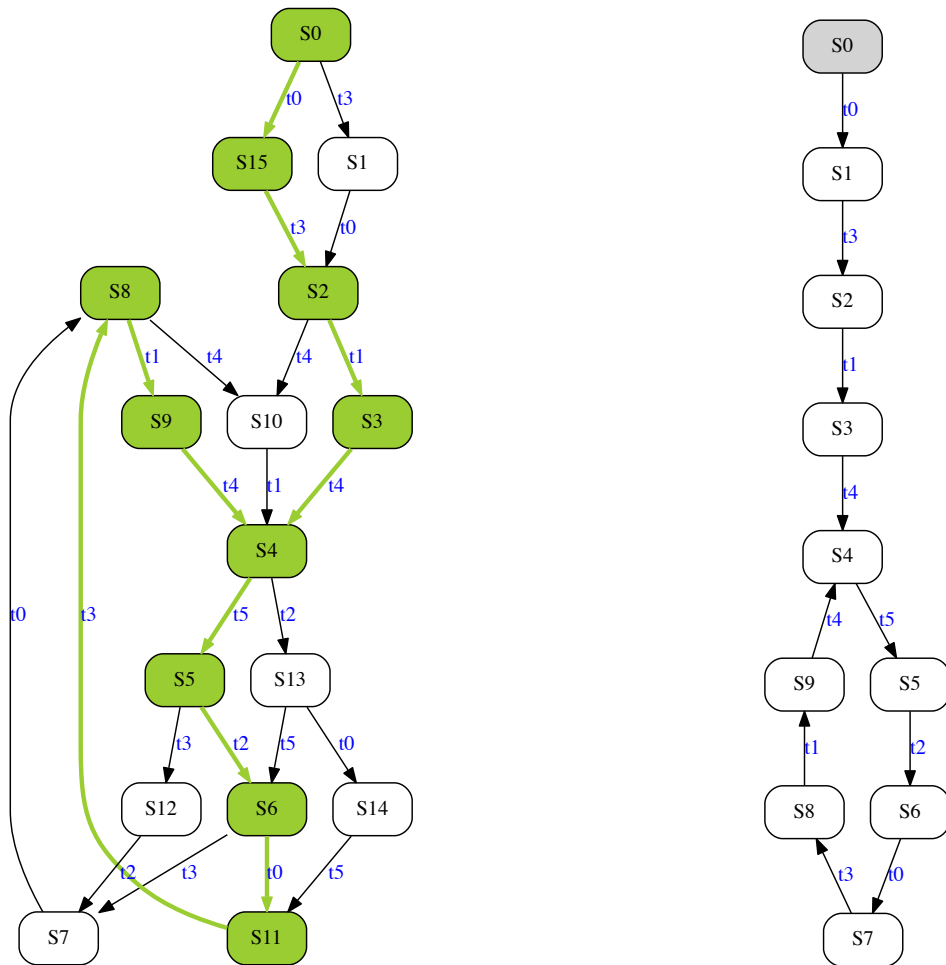 S0 S0
t0 t3 t0
S15 S1 S1
t3 t0 t3
S8 S2 S2
t1 t4 t4 t1 t1
S9 S10 S3 S3
t4 t1 t4 t4
S4 S4
t0 t3 t5 t2 t4 t5
S5 S13 S9 S5
t3 t2 t5 t0 t1 t2
S12 S6 S14 S8 S6
t2 t3 t0 t5 t3 t0
S7 S11 S7